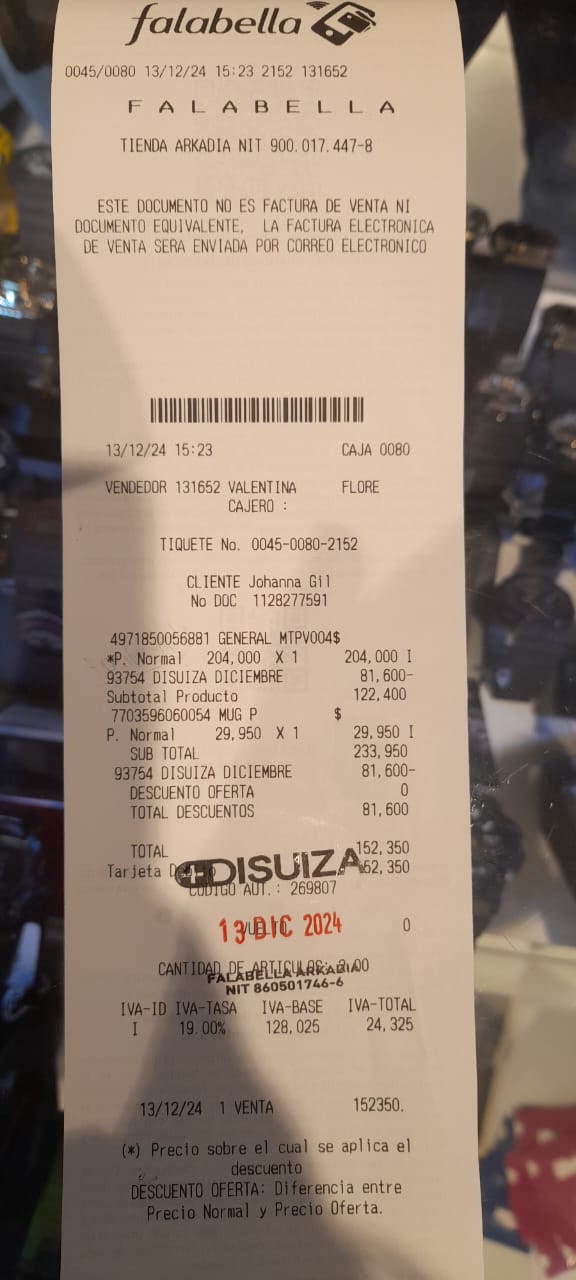 falabella
0045/0080 13/12/24 15:23 2152 131652
F A L A B E L L A
TIENDA ARKADIA NIT 900.017.447-8
ESTE DOCUMENTO NO ES FACTURA DE VENTA NI
DOCUMENTO EQUIVALENTE, LA FACTURA ELECTRONICA
DE VENTA SERA ENVIADA POR CORREO ELECTRONICO
13/12/24 15:23 CAJA 0080
VENDEDOR 131652 VALENTINA FLORE
CAJERO :
TIQUETE No. 0045-0080-2152
CLIENTE Johanna Gil
No DOC 1128277591
4971850056881 GENERAL MTPV004$
*P. Normal 204,000 X 1 204,000 I
93754 DISUIZA DICIEMBRE 81,600-
Subtotal Producto 122,400
7703596060054 MUG P $
P. Normal 29,950 X 1 29,950 I
SUB TOTAL 233,950
93754 DISUIZA DICIEMBRE 81,600-
DESCUENTO OFERTA 0
TOTAL DESCUENTOS 81,600
TOTAL 152,350
Tarjeta 52,350
DISUIZA
CODIGO AUT.: 269807
13 DIC 2024
VUELTO 0
CANTIDAD DE ARTICULOS: 2.00
FALABELLA ARKADIA
NIT 860501746-6
IVA-ID IVA-TASA IVA-BASE IVA-TOTAL
I 19.00% 128,025 24,325
13/12/24 1 VENTA 152350.
(*) Precio sobre el cual se aplica el
descuento
DESCUENTO OFERTA: Diferencia entre
Precio Normal y Precio Oferta.